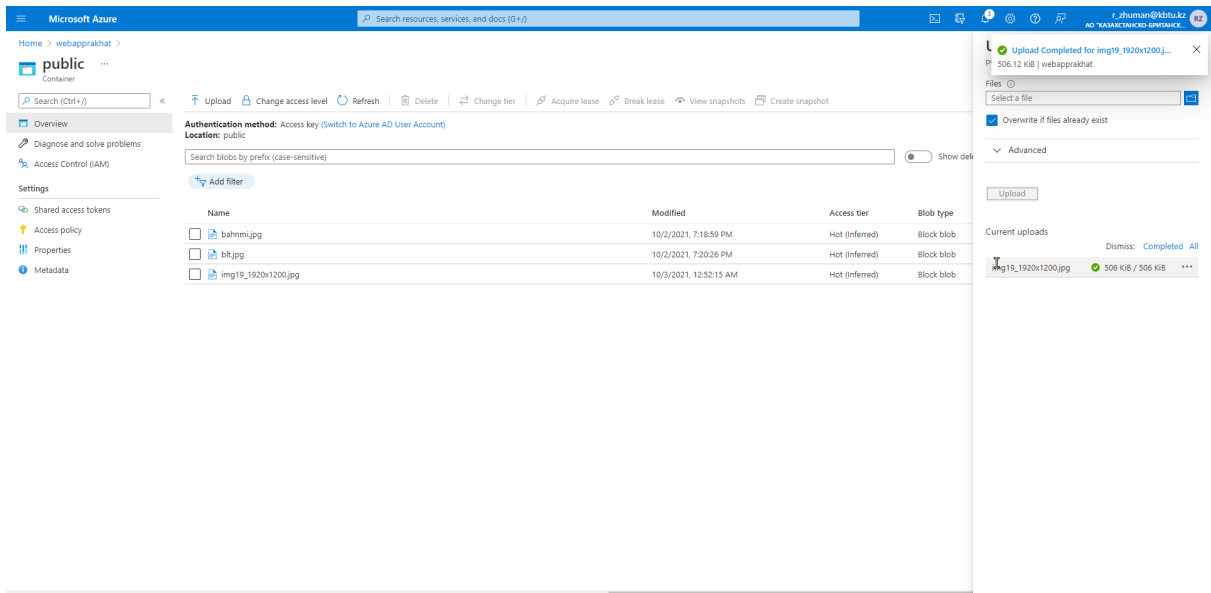 Microsoft Azure
Search resources, services, and docs (G+/)
3
r_zhuman@kbtu.kz
АО "КАЗАХСТАНСКО-БРИТАНСК...
RZ
Home > webapprakhat >
public ...
Container
Search (Ctrl+/)
«
Overview
Diagnose and solve problems
Access Control (IAM)
Settings
Shared access tokens
Access policy
Properties
Metadata
Upload Change access level Refresh Delete Change tier Acquire lease Break lease View snapshots Create snapshot
Authentication method: Access key (Switch to Azure AD User Account)
Location: public
Search blobs by prefix (case-sensitive)
Show dele
Add filter
Name Modified Access tier Blob type
bahnmi.jpg 10/2/2021, 7:18:59 PM Hot (Inferred) Block blob
blt.jpg 10/2/2021, 7:20:26 PM Hot (Inferred) Block blob
img19_1920x1200.jpg 10/3/2021, 12:52:15 AM Hot (Inferred) Block blob
Upload Completed for img19_1920x1200.j...
506.12 KiB | webapprakhat
Files
Select a file
Overwrite if files already exist
Advanced
Upload
Current uploads
Dismiss: Completed All
img19_1920x1200.jpg 506 KiB / 506 KiB ...